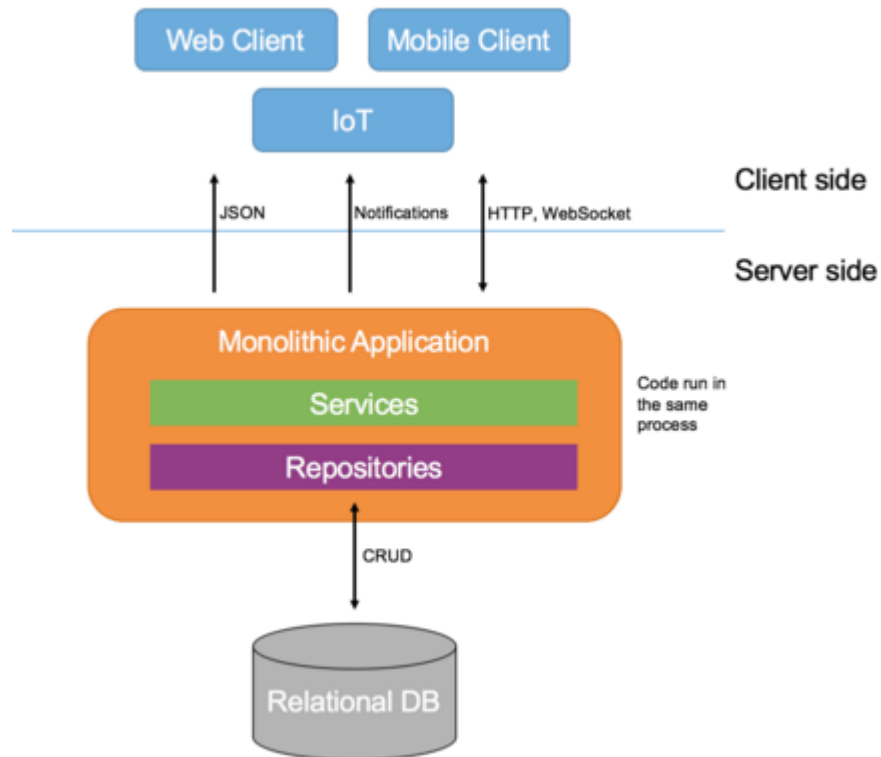 Web Client
Mobile Client
IoT
Client side
JSON
Notifications
HTTP, WebSocket
Server side
Monolithic Application
Services
Code run in
the same
process
Repositories
CRUD
Relational DB